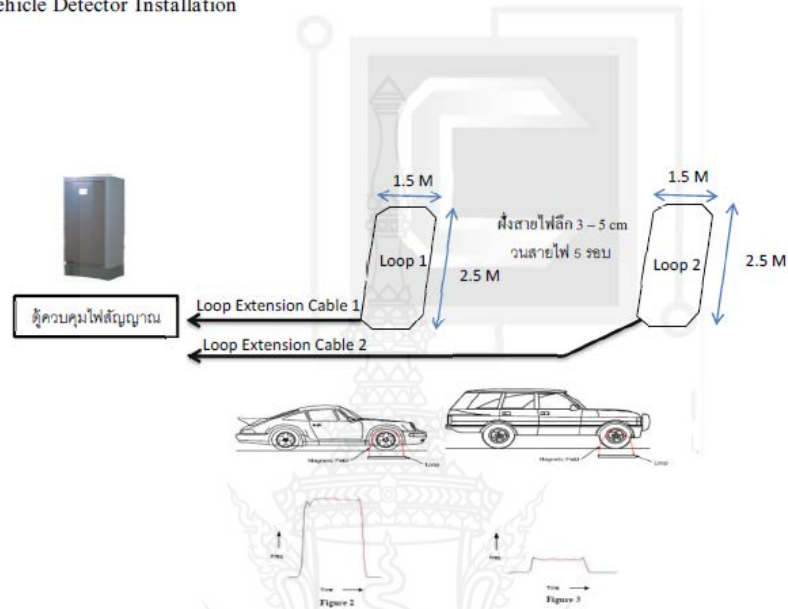 ehicle Detector Installation
1.5 M
1.5 M
ฝังสายไฟลึก 3 – 5 cm
วนสายไฟ 5 รอบ
Loop 1
Loop 2
2.5 M
2.5 M
Loop Extension Cable 1
ตู้ควบคุมไฟสัญญาณ
Loop Extension Cable 2
Magnetic Field
Loop
Magnetic Field
Loop
Freq.
Freq.
Time
Time
Figure 2
Figure 3